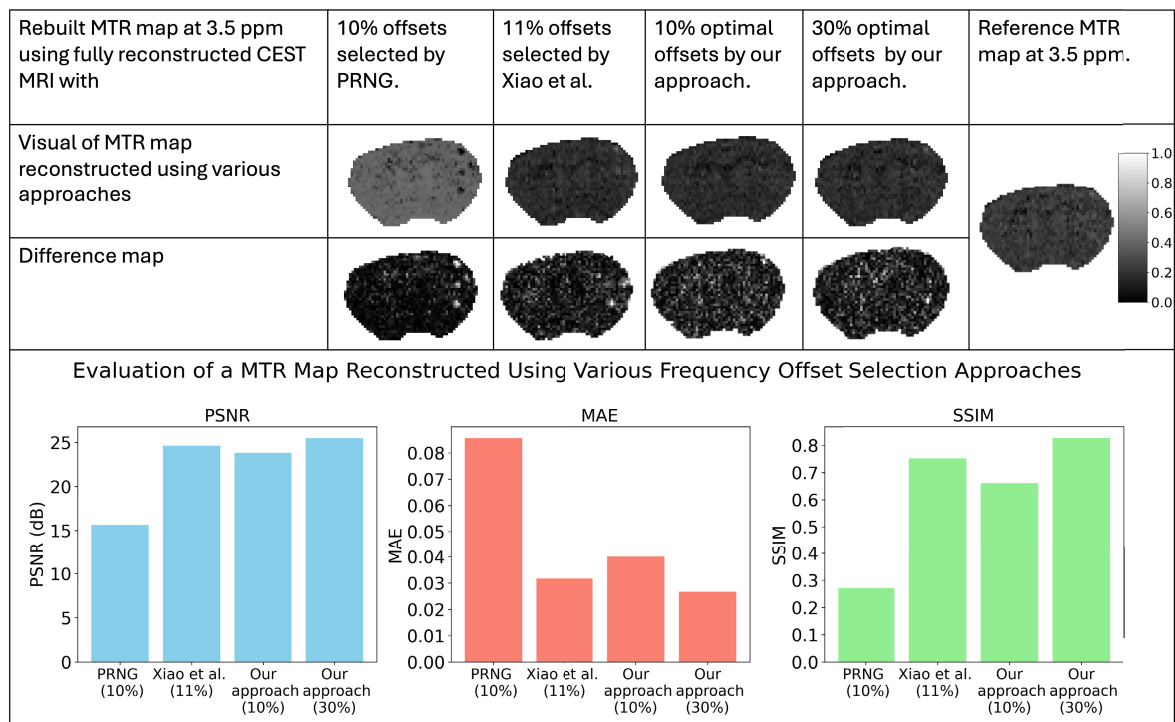 Rebuilt MTR map at 3.5 ppm
using fully reconstructed CEST
MRI with
10% offsets
selected by
PRNG.
11% offsets
selected by
Xiao et al.
10% optimal
offsets by our
approach.
30% optimal
offsets by our
approach.
Reference MTR
map at 3.5 ppm.
Visual of MTR map
reconstructed using various
approaches
1.0
0.8
0.6
0.4
0.2
0.0
Difference map
Evaluation of a MTR Map Reconstructed Using Various Frequency Offset Selection Approaches
PSNR
PSNR (dB)
25
20
15
10
5
0
PRNG
(10%)
Xiao et al.
(11%)
Our
approach
(10%)
Our
approach
(30%)
MAE
MAE
0.08
0.07
0.06
0.05
0.04
0.03
0.02
0.01
0.00
PRNG
(10%)
Xiao et al.
(11%)
Our
approach
(10%)
Our
approach
(30%)
SSIM
SSIM
0.8
0.7
0.6
0.5
0.4
0.3
0.2
0.1
0.0
PRNG
(10%)
Xiao et al.
(11%)
Our
approach
(10%)
Our
approach
(30%)